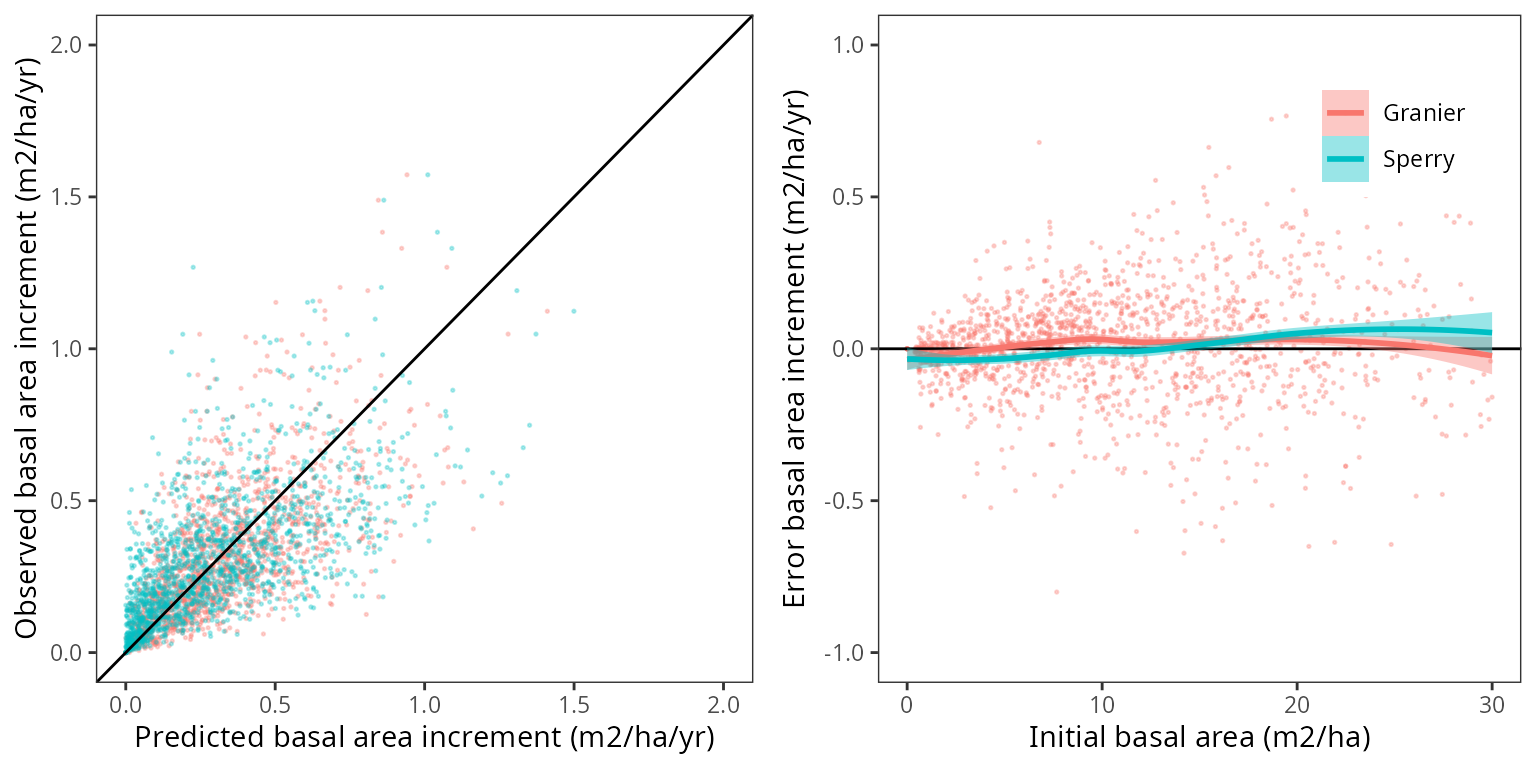 Observed basal area increment (m2/ha/yr)
2.0
1.5
1.0
0.5
0.0
0.0 0.5 1.0 1.5 2.0
Predicted basal area increment (m2/ha/yr)
Error basal area increment (m2/ha/yr)
1.0
0.5
0.0
-0.5
-1.0
Granier
Sperry
0 10 20 30
Initial basal area (m2/ha)